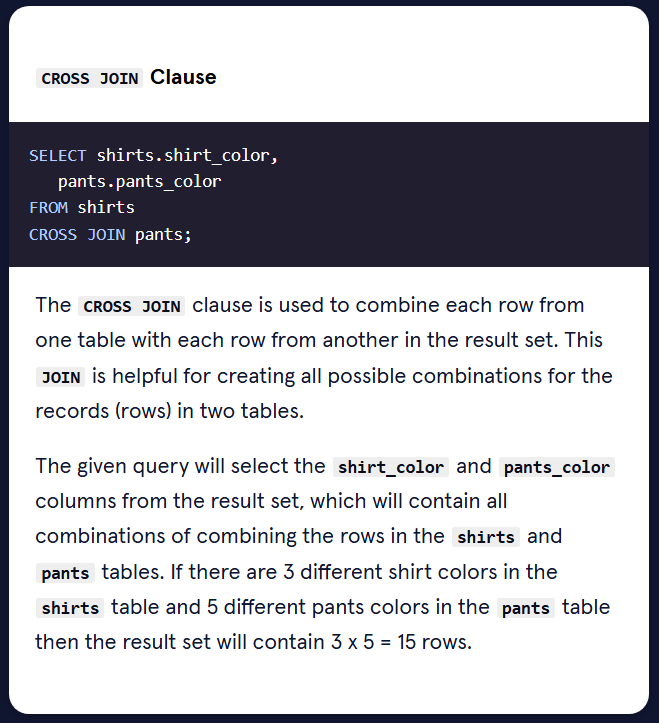 CROSS JOIN Clause
SELECT shirts.shirt_color,
   pants.pants_color
FROM shirts
CROSS JOIN pants;
The CROSS JOIN clause is used to combine each row from
one table with each row from another in the result set. This
JOIN is helpful for creating all possible combinations for the
records (rows) in two tables.
The given query will select the shirt_color and pants_color
columns from the result set, which will contain all
combinations of combining the rows in the shirts and
pants tables. If there are 3 different shirt colors in the
shirts table and 5 different pants colors in the pants table
then the result set will contain 3 x 5 = 15 rows.